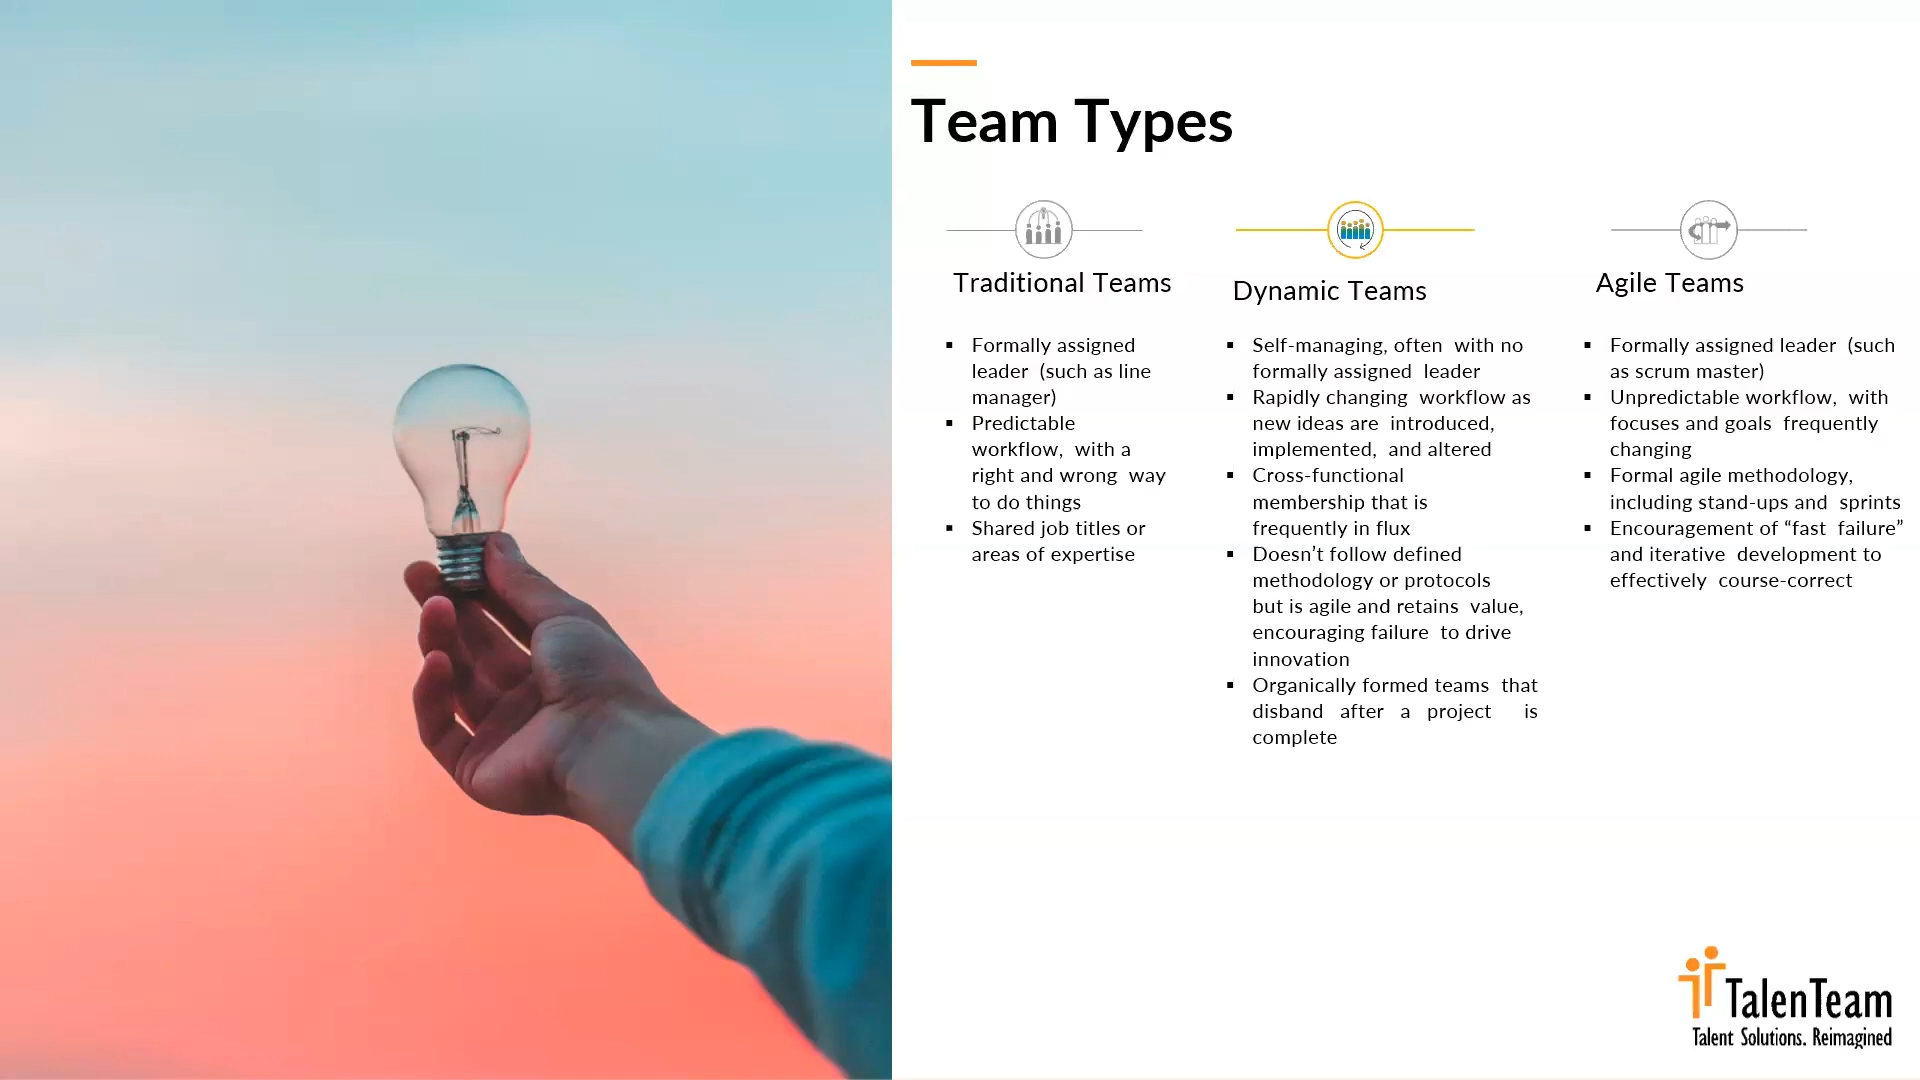 Team Types
Traditional Teams
▪ Formally assigned
leader (such as line
manager)
▪ Predictable
workflow, with a
right and wrong way
to do things
▪ Shared job titles or
areas of expertise
Dynamic Teams
▪ Self-managing, often with no
formally assigned leader
▪ Rapidly changing workflow as
new ideas are introduced,
implemented, and altered
▪ Cross-functional
membership that is
frequently in flux
▪ Doesn’t follow defined
methodology or protocols
but is agile and retains value,
encouraging failure to drive
innovation
▪ Organically formed teams that
disband after a project is
complete
Agile Teams
▪ Formally assigned leader (such
as scrum master)
▪ Unpredictable workflow, with
focuses and goals frequently
changing
▪ Formal agile methodology,
including stand-ups and sprints
▪ Encouragement of “fast failure”
and iterative development to
effectively course-correct
TalenTeam
Talent Solutions. Reimagined